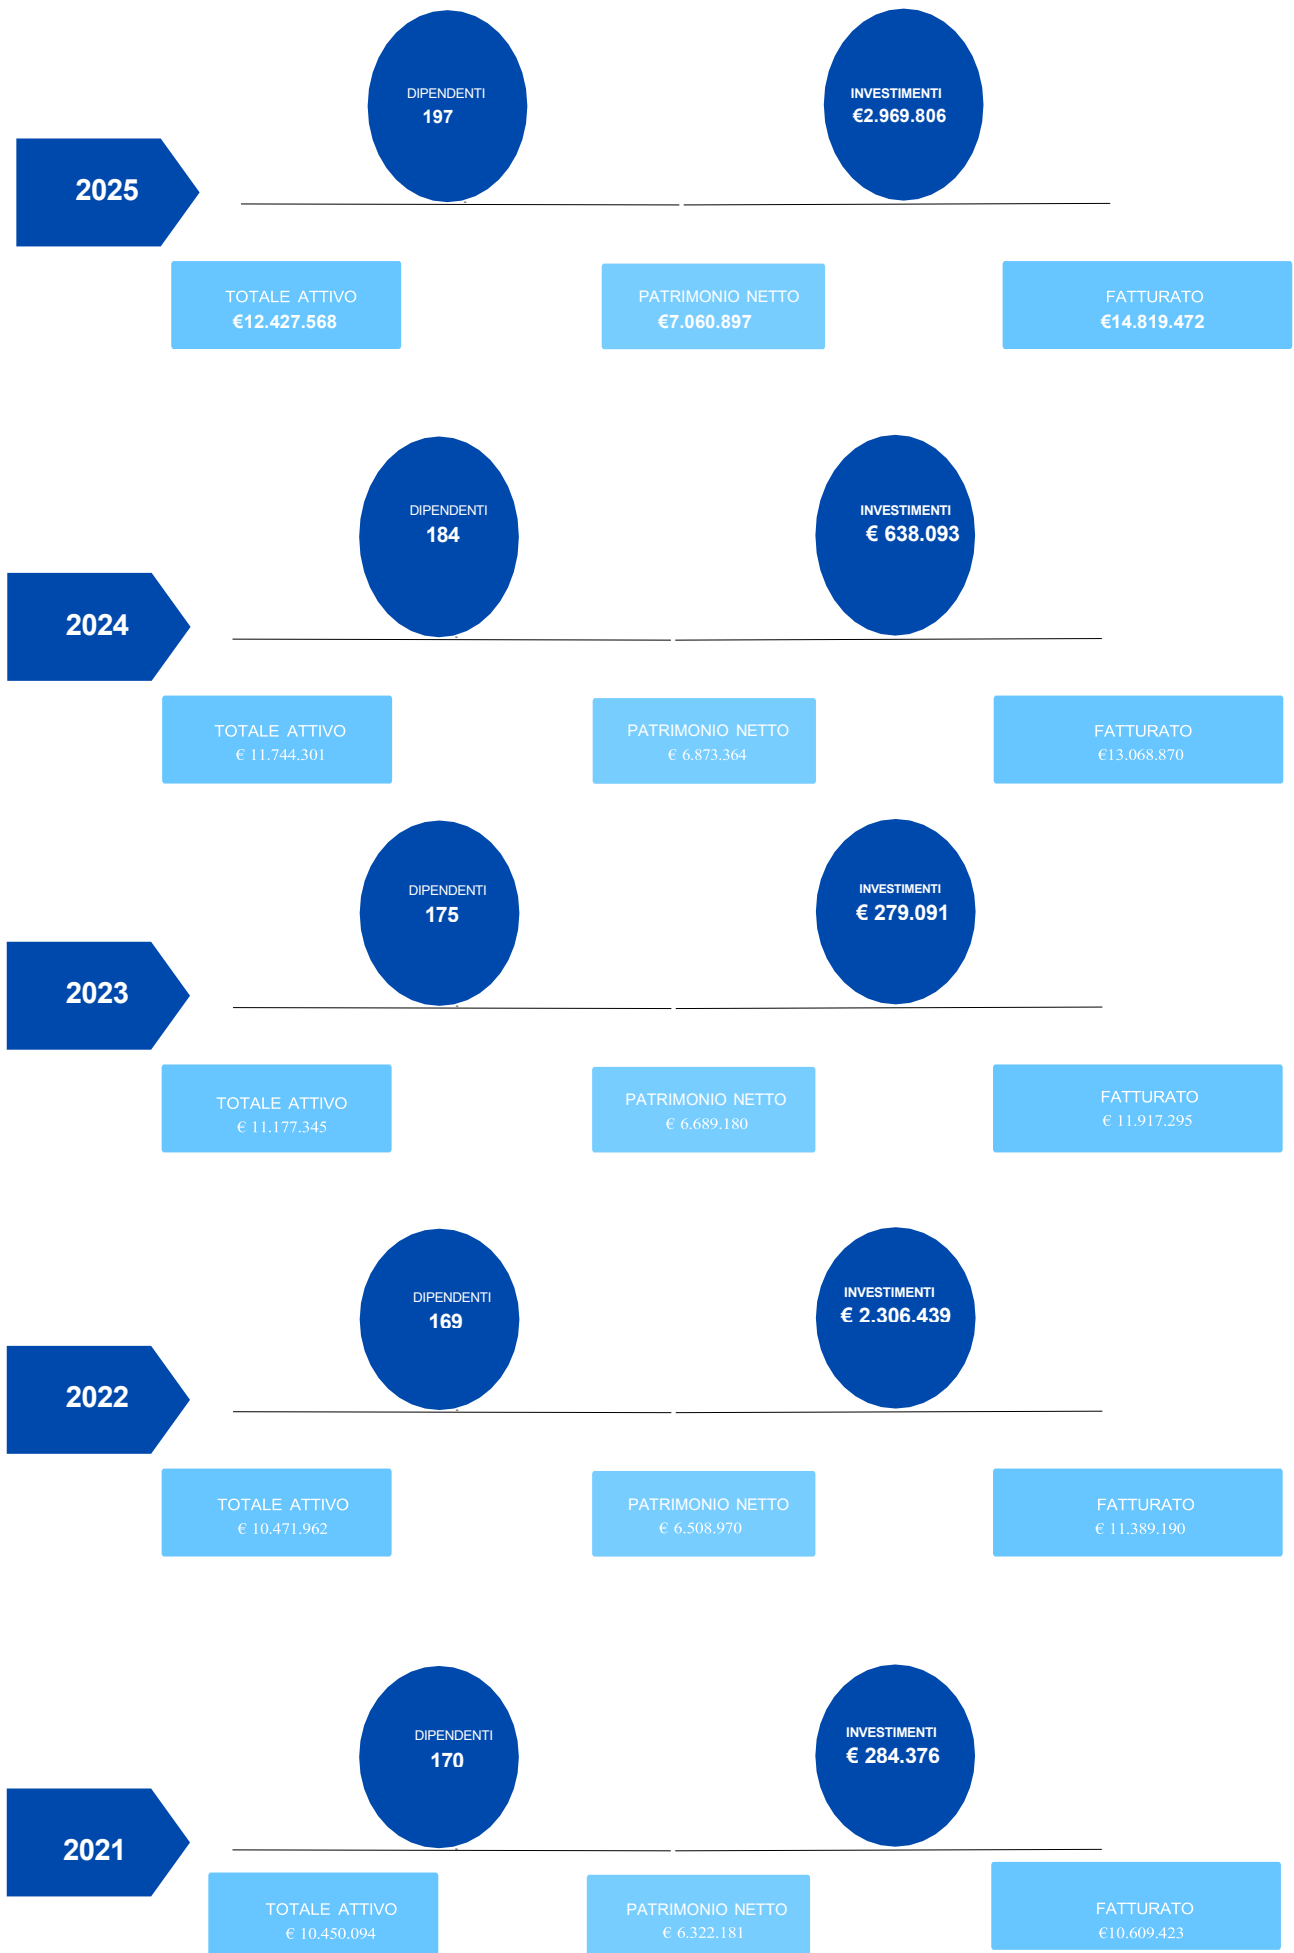 DIPENDENTI
197
INVESTIMENTI
€2.969.806
2025
TOTALE ATTIVO
€12.427.568
PATRIMONIO NETTO
€7.060.897
FATTURATO
€14.819.472
DIPENDENTI
184
INVESTIMENTI
€ 638.093
2024
TOTALE ATTIVO
€ 11.744.301
PATRIMONIO NETTO
€ 6.873.364
FATTURATO
€13.068.870
DIPENDENTI
175
INVESTIMENTI
€ 279.091
2023
TOTALE ATTIVO
€ 11.177.345
PATRIMONIO NETTO
€ 6.689.180
FATTURATO
€ 11.917.295
DIPENDENTI
169
INVESTIMENTI
€ 2.306.439
2022
TOTALE ATTIVO
€ 10.471.962
PATRIMONIO NETTO
€ 6.508.970
FATTURATO
€ 11.389.190
DIPENDENTI
170
INVESTIMENTI
€ 284.376
2021
TOTALE ATTIVO
€ 10.450.094
PATRIMONIO NETTO
€ 6.322.181
FATTURATO
€10.609.423